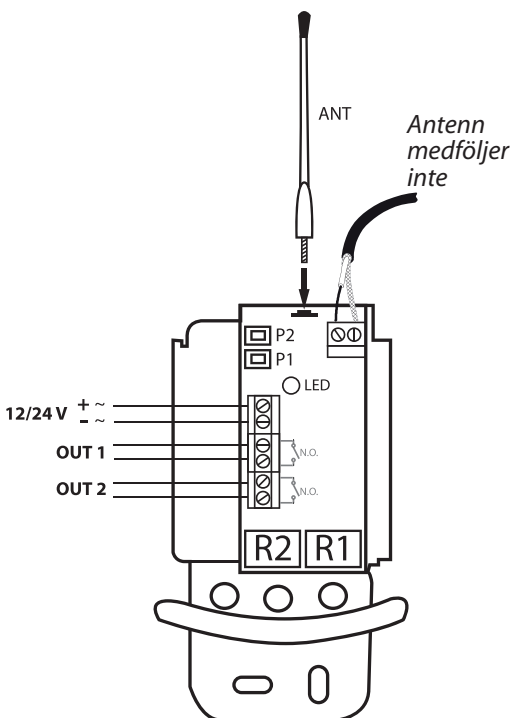 ANT
Antenn
medföljer
inte
P2
P1
LED
12/24 V + ~
- ~
OUT 1
N.O.
OUT 2
N.O.
R2 R1